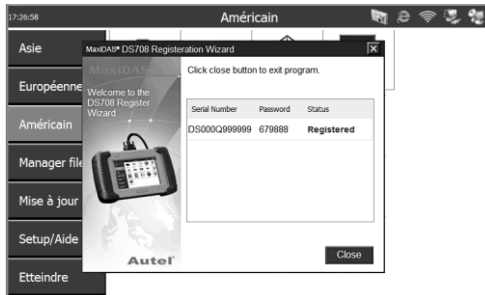 17:26:58
Américain
Asie
Européenne
Américain
Manager file
Mise à jour
Setup/Aide
Etteindre
MaxiDAS® DS708 Registeration Wizard
MaxiDAS
Welcome to the
DS708 Register
Wizard
Autel
Click close button to exit program.
Serial Number Password Status
DS000Q999999 679888 Registered
Close